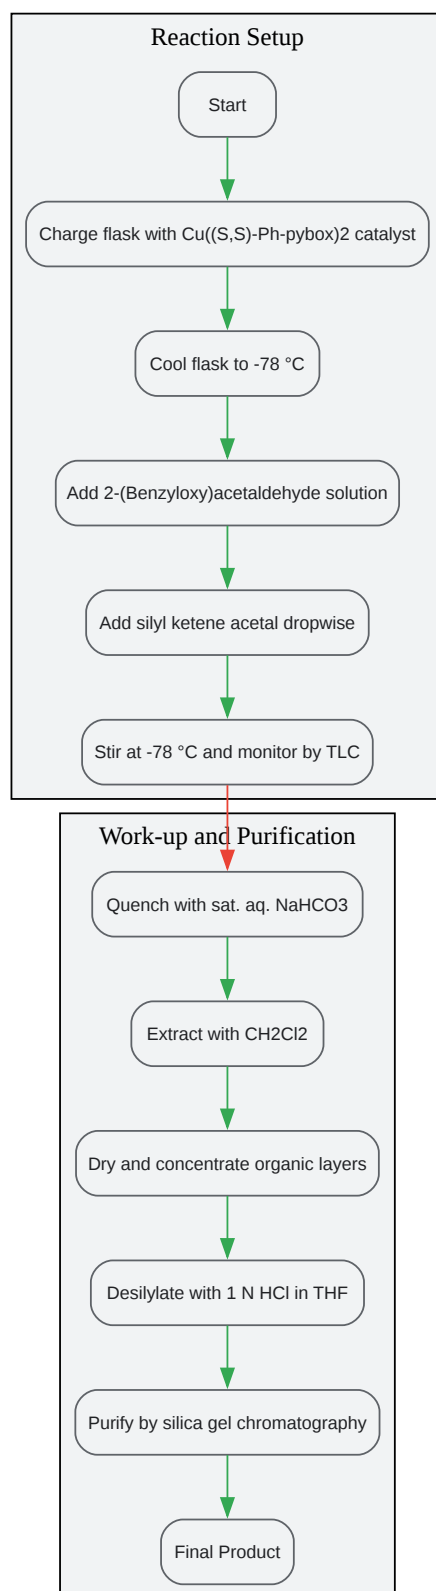 Reaction Setup
Start
Charge flask with Cu((S,S)-Ph-pybox)2 catalyst
Cool flask to -78 °C
Add 2-(Benzyloxy)acetaldehyde solution
Add silyl ketene acetal dropwise
Stir at -78 °C and monitor by TLC
Work-up and Purification
Quench with sat. aq. NaHCO3
Extract with CH2Cl2
Dry and concentrate organic layers
Desilylate with 1 N HCl in THF
Purify by silica gel chromatography
Final Product